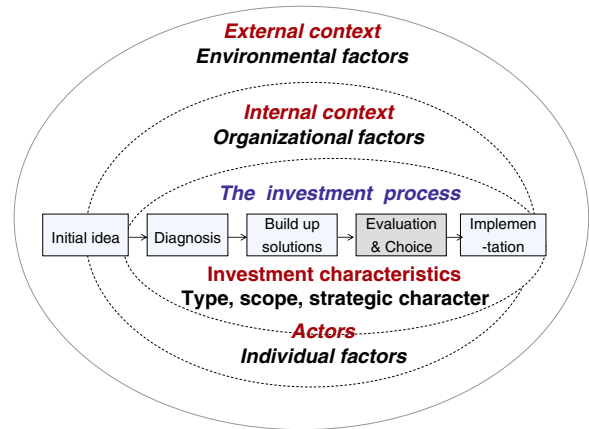 External context
Environmental factors
Internal context
Organizational factors
The investment process
Initial idea
Diagnosis
Build up
solutions
Evaluation
& Choice
Implemen
-tation
Investment characteristics
Type, scope, strategic character
Actors
Individual factors